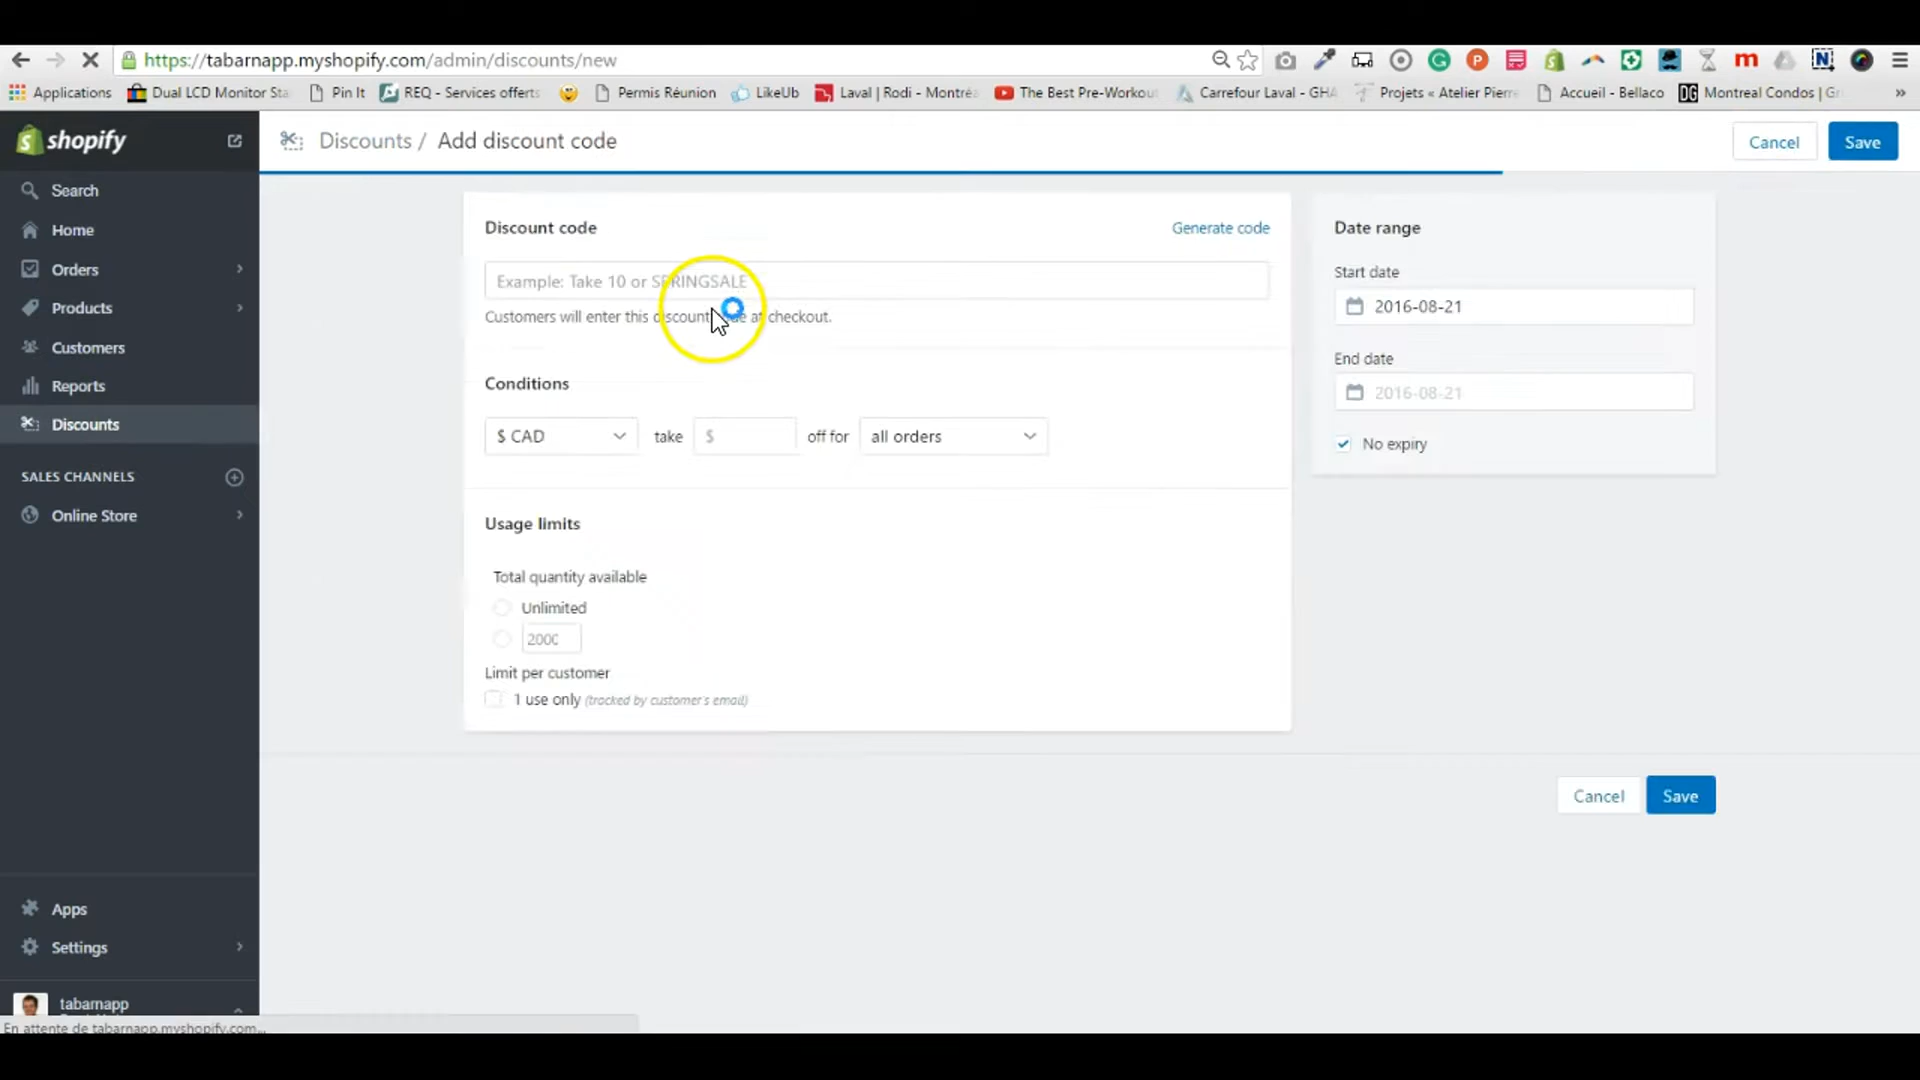 https://tabarnapp.myshopify.com/admin/discounts/new
Applications
Dual LCD Monitor Sta
Pin It
REQ - Services offerts
Permis Réunion
LikeUb
Laval | Rodi - Montréa
The Best Pre-Workou
Carrefour Laval - GHA
Projets « Atelier Pierre
Accueil - Bellaco
Montreal Condos | Gr
shopify
Discounts / Add discount code
Cancel
Save
Search
Home
Orders
Products
Customers
Reports
Discounts
SALES CHANNELS
Online Store
Apps
Settings
tabarnapp
En attente de tabarnapp.myshopify.com...
Discount code
Generate code
Example: Take 10 or SPRINGSALE
Customers will enter this discount code at checkout.
Conditions
$ CAD
take
$
off for
all orders
Usage limits
Total quantity available
Unlimited
2000
Limit per customer
1 use only (tracked by customer's email)
Date range
Start date
2016-08-21
End date
2016-08-21
No expiry
Cancel
Save